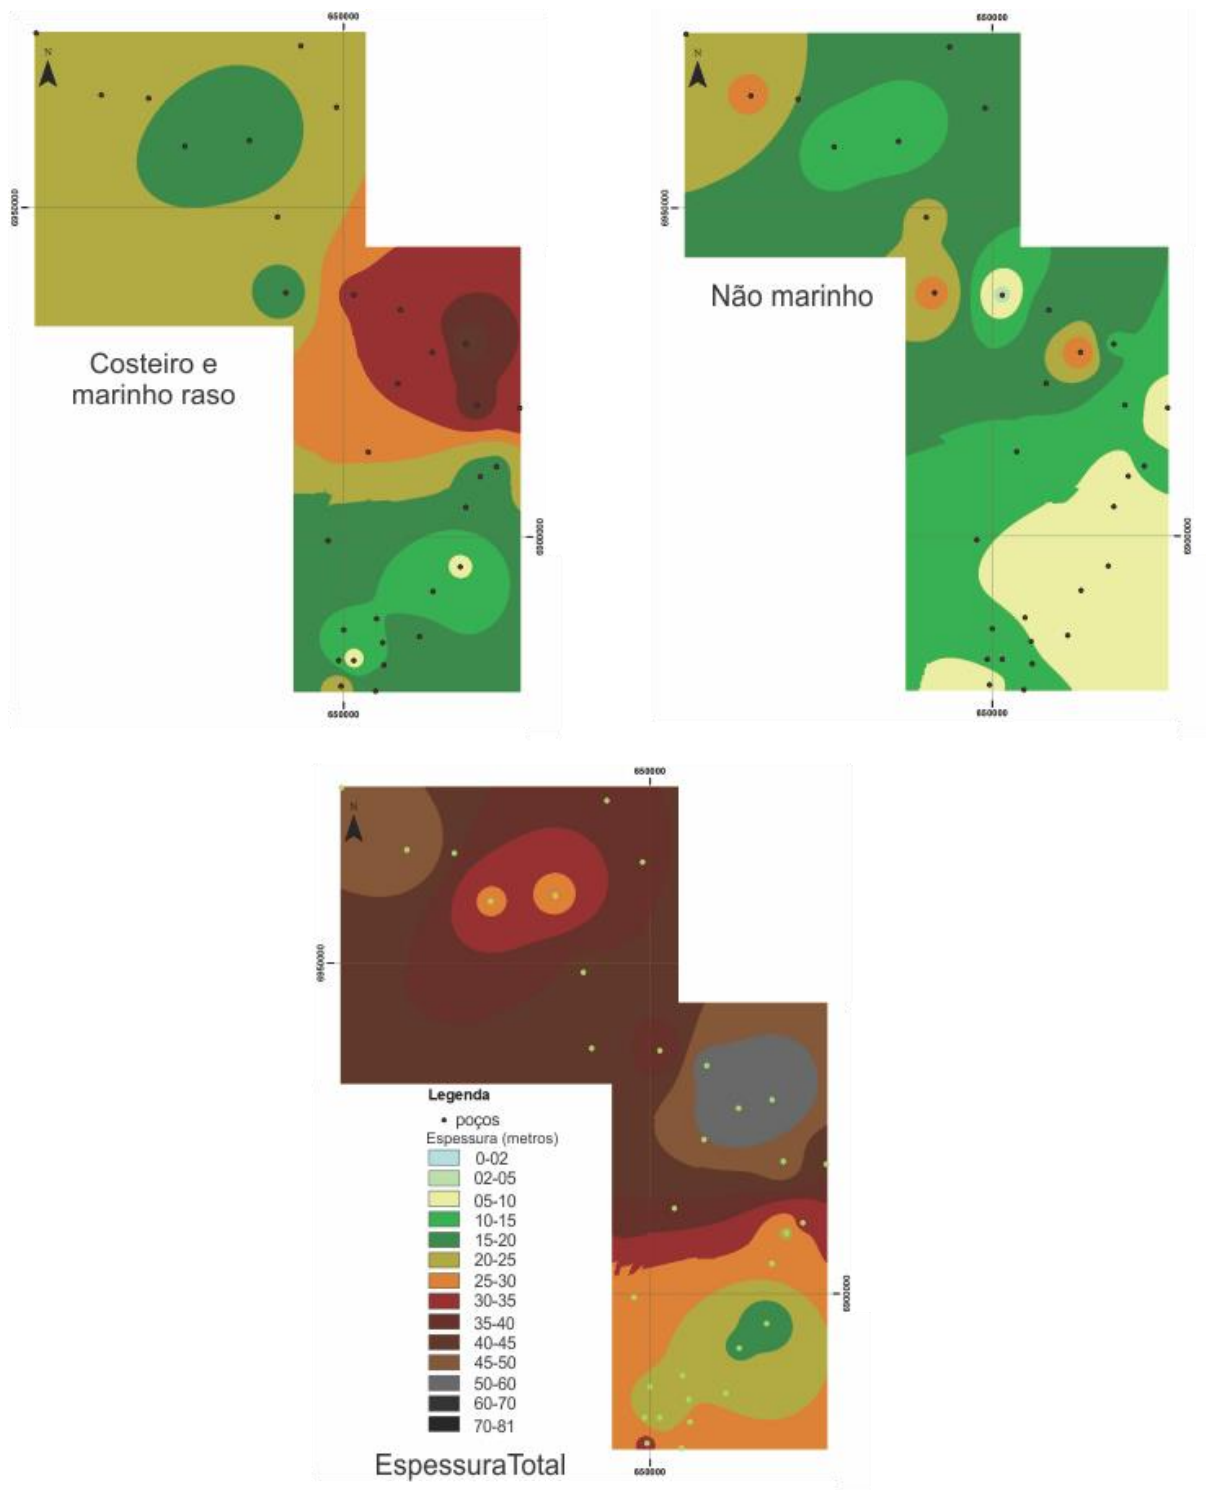 650000
N
6950000
Costeiro e
marinho raso
6900000
650000
650000
N
6950000
Não marinho
6900000
650000
650000
N
6950000
Legenda
poços
Espessura (metros)
0-02
02-05
05-10
10-15
15-20
20-25
25-30
30-35
35-40
40-45
45-50
50-60
60-70
70-81
6900000
EspessuraTotal
650000